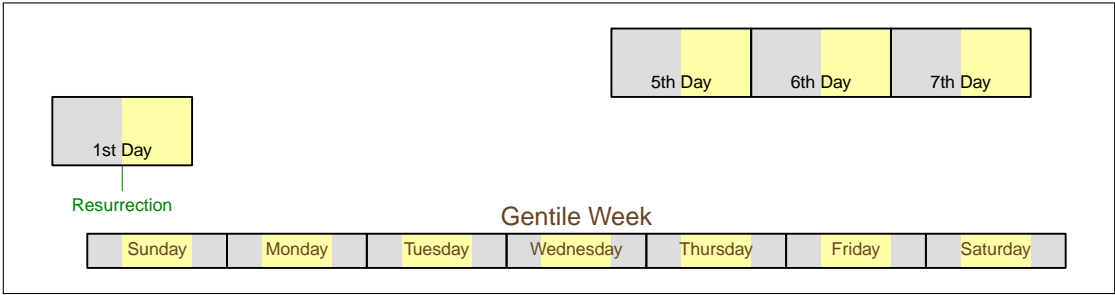 5th Day 6th Day 7th Day
1st Day
Resurrection
Gentile Week
Sunday Monday Tuesday Wednesday Thursday Friday Saturday